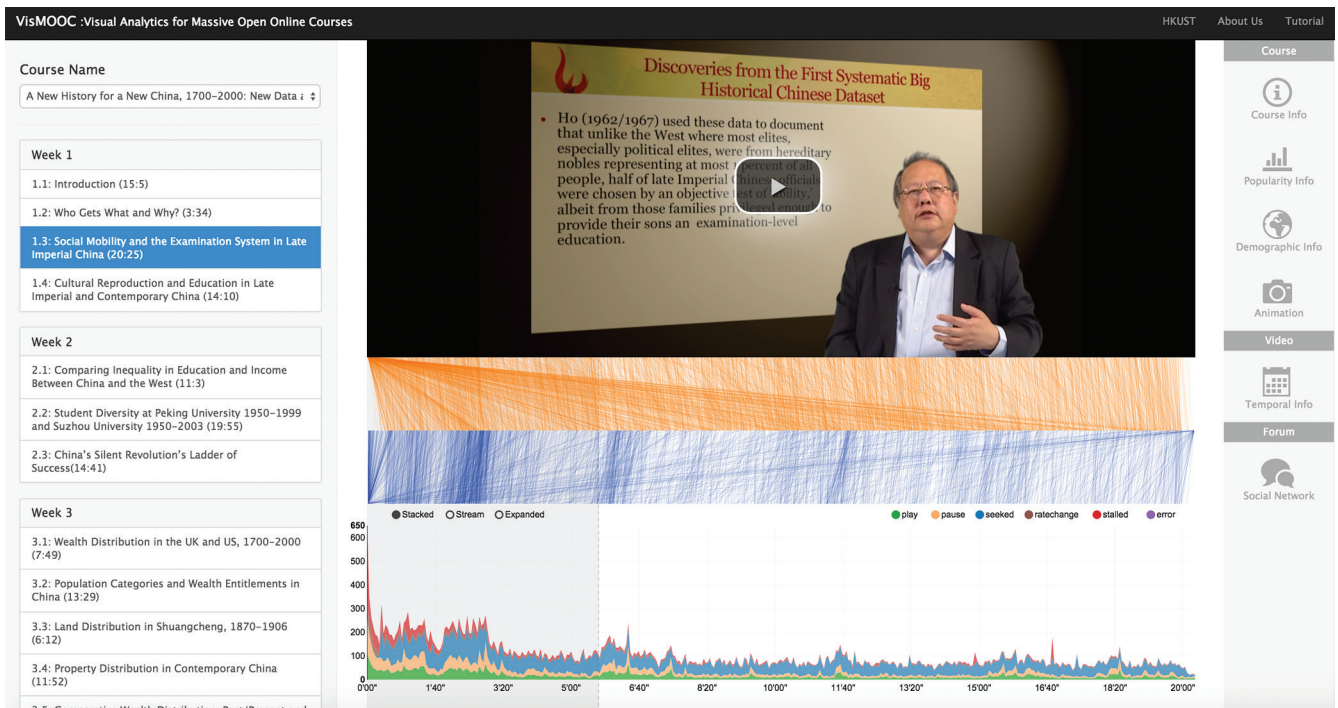 VisMOOC :Visual Analytics for Massive Open Online Courses
HKUST
About Us
Tutorial
Course Name
A New History for a New China, 1700–2000: New Data a
Week 1
1.1: Introduction (15:5)
1.2: Who Gets What and Why? (3:34)
1.3: Social Mobility and the Examination System in Late
Imperial China (20:25)
1.4: Cultural Reproduction and Education in Late
Imperial and Contemporary China (14:10)
Week 2
2.1: Comparing Inequality in Education and Income
Between China and the West (11:3)
2.2: Student Diversity at Peking University 1950–1999
and Suzhou University 1950–2003 (19:55)
2.3: China's Silent Revolution's Ladder of
Success(14:41)
Week 3
3.1: Wealth Distribution in the UK and US, 1700–2000
(7:49)
3.2: Population Categories and Wealth Entitlements in
China (13:29)
3.3: Land Distribution in Shuangcheng, 1870–1906
(6:12)
3.4: Property Distribution in Contemporary China
(11:52)
Discoveries from the First Systematic Big
Historical Chinese Dataset
• Ho (1962/1967) used these data to document
that unlike the West where most elites,
especially political elites, were from hereditary
nobles representing at most 1 percent of all
people, half of late Imperial Chinese officials
were chosen by an objective test of ability,
albeit from those families privileged enough to
provide their sons an examination-level
education.
Stacked
Stream
Expanded
play
pause
seeked
ratechange
stalled
error
650
600
500
400
300
200
100
0
0'00"
1'40"
3'20"
5'00"
6'40"
8'20"
10'00"
11'40"
13'20"
15'00"
16'40"
18'20"
20'00"
Course
Course Info
Popularity Info
Demographic Info
Animation
Video
Temporal Info
Forum
Social Network